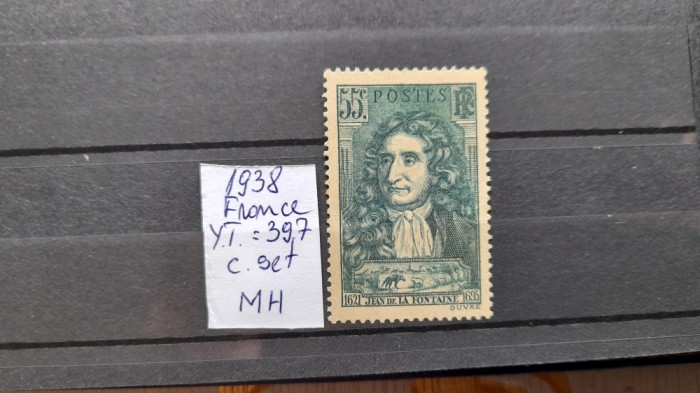 1938
France
Y.T. = 397
c. set
MH
55c. POSTES RF
1621 JEAN DE LA FONTAINE 1695
OUVRÉ